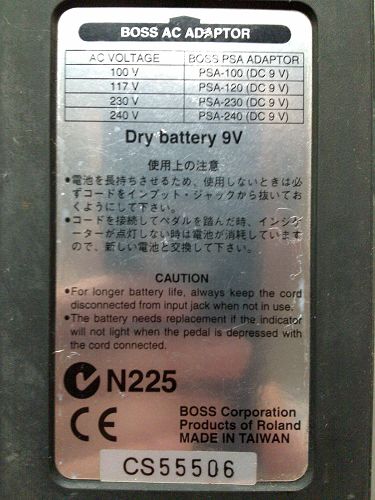 BOSS AC ADAPTOR
AC VOLTAGE BOSS PSA ADAPTOR
100 V PSA-100 (DC 9 V)
117 V PSA-120 (DC 9 V)
230 V PSA-230 (DC 9 V)
240 V PSA-240 (DC 9 V)
Dry battery 9V
使用上の注意
●電池を長持ちさせるため、使用しないときは必
ずコードをインプット・ジャックから抜いてお
くようにして下さい。
●コードを接続してペダルを踏んだ時、インジケ
ーターが点灯しない時は電池が消耗しています
ので、新しい電池と交換して下さい。
CAUTION
●For longer battery life, always keep the cord
disconnected from input jack when not in use.
●The battery needs replacement if the indicator
will not light when the pedal is depressed with
the cord connected.
N225
CE
BOSS Corporation
Products of Roland
MADE IN TAIWAN
CS55506